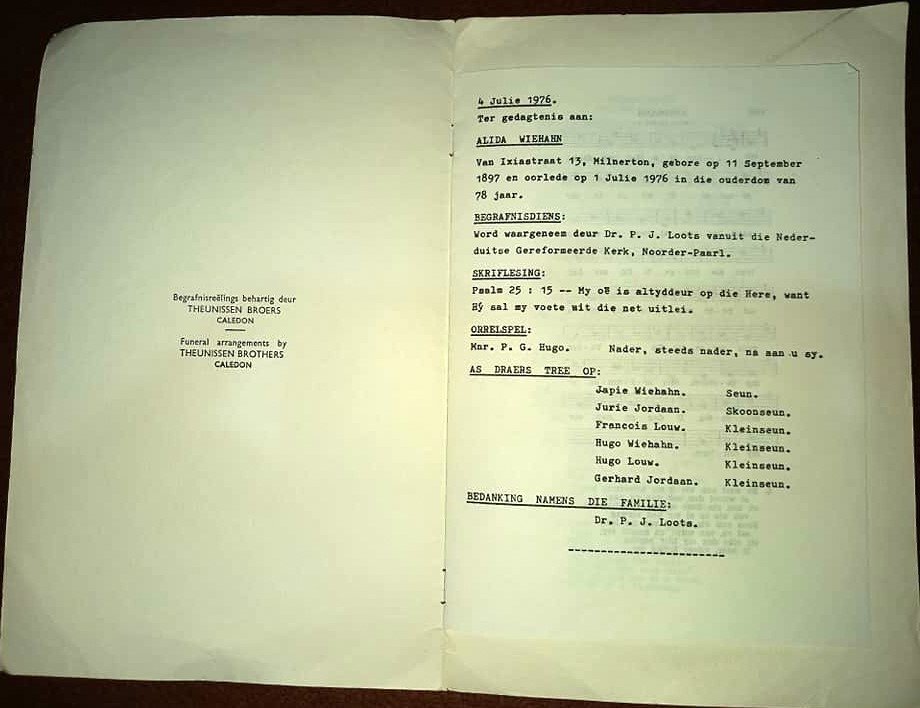 Begrafnisreëlings behartig deur
THEUNISSEN BROERS
CALEDON
Funeral arrangements by
THEUNISSEN BROTHERS
CALEDON
4 Julie 1976.
Ter gedagtenis aan:
ALIDA WIEHAHN
Van Ixiastraat 13, Milnerton, gebore op 11 September
1897 en oorlede op 1 Julie 1976 in die ouderdom van
78 jaar.
BEGRAFNISDIENS:
Word waargeneem deur Dr. P. J. Loots vanuit die Neder-
duitse Gereformeerde Kerk, Noorder-Paarl.
SKRIFLESING:
Psalm 25 : 15 -- My oë is altyddeur op die Here, want
Hý sal my voete uit die net uitlei.
ORRELSPEL:
Mnr. P. G. Hugo. Nader, steeds nader, na aan u sy.
AS DRAERS TREE OP:
Japie Wiehahn. Seun.
Jurie Jordaan. Skoonseun.
Francois Louw. Kleinseun.
Hugo Wiehahn. Kleinseun.
Hugo Louw. Kleinseun.
Gerhard Jordaan. Kleinseun.
BEDANKING NAMENS DIE FAMILIE:
Dr. P. J. Loots.